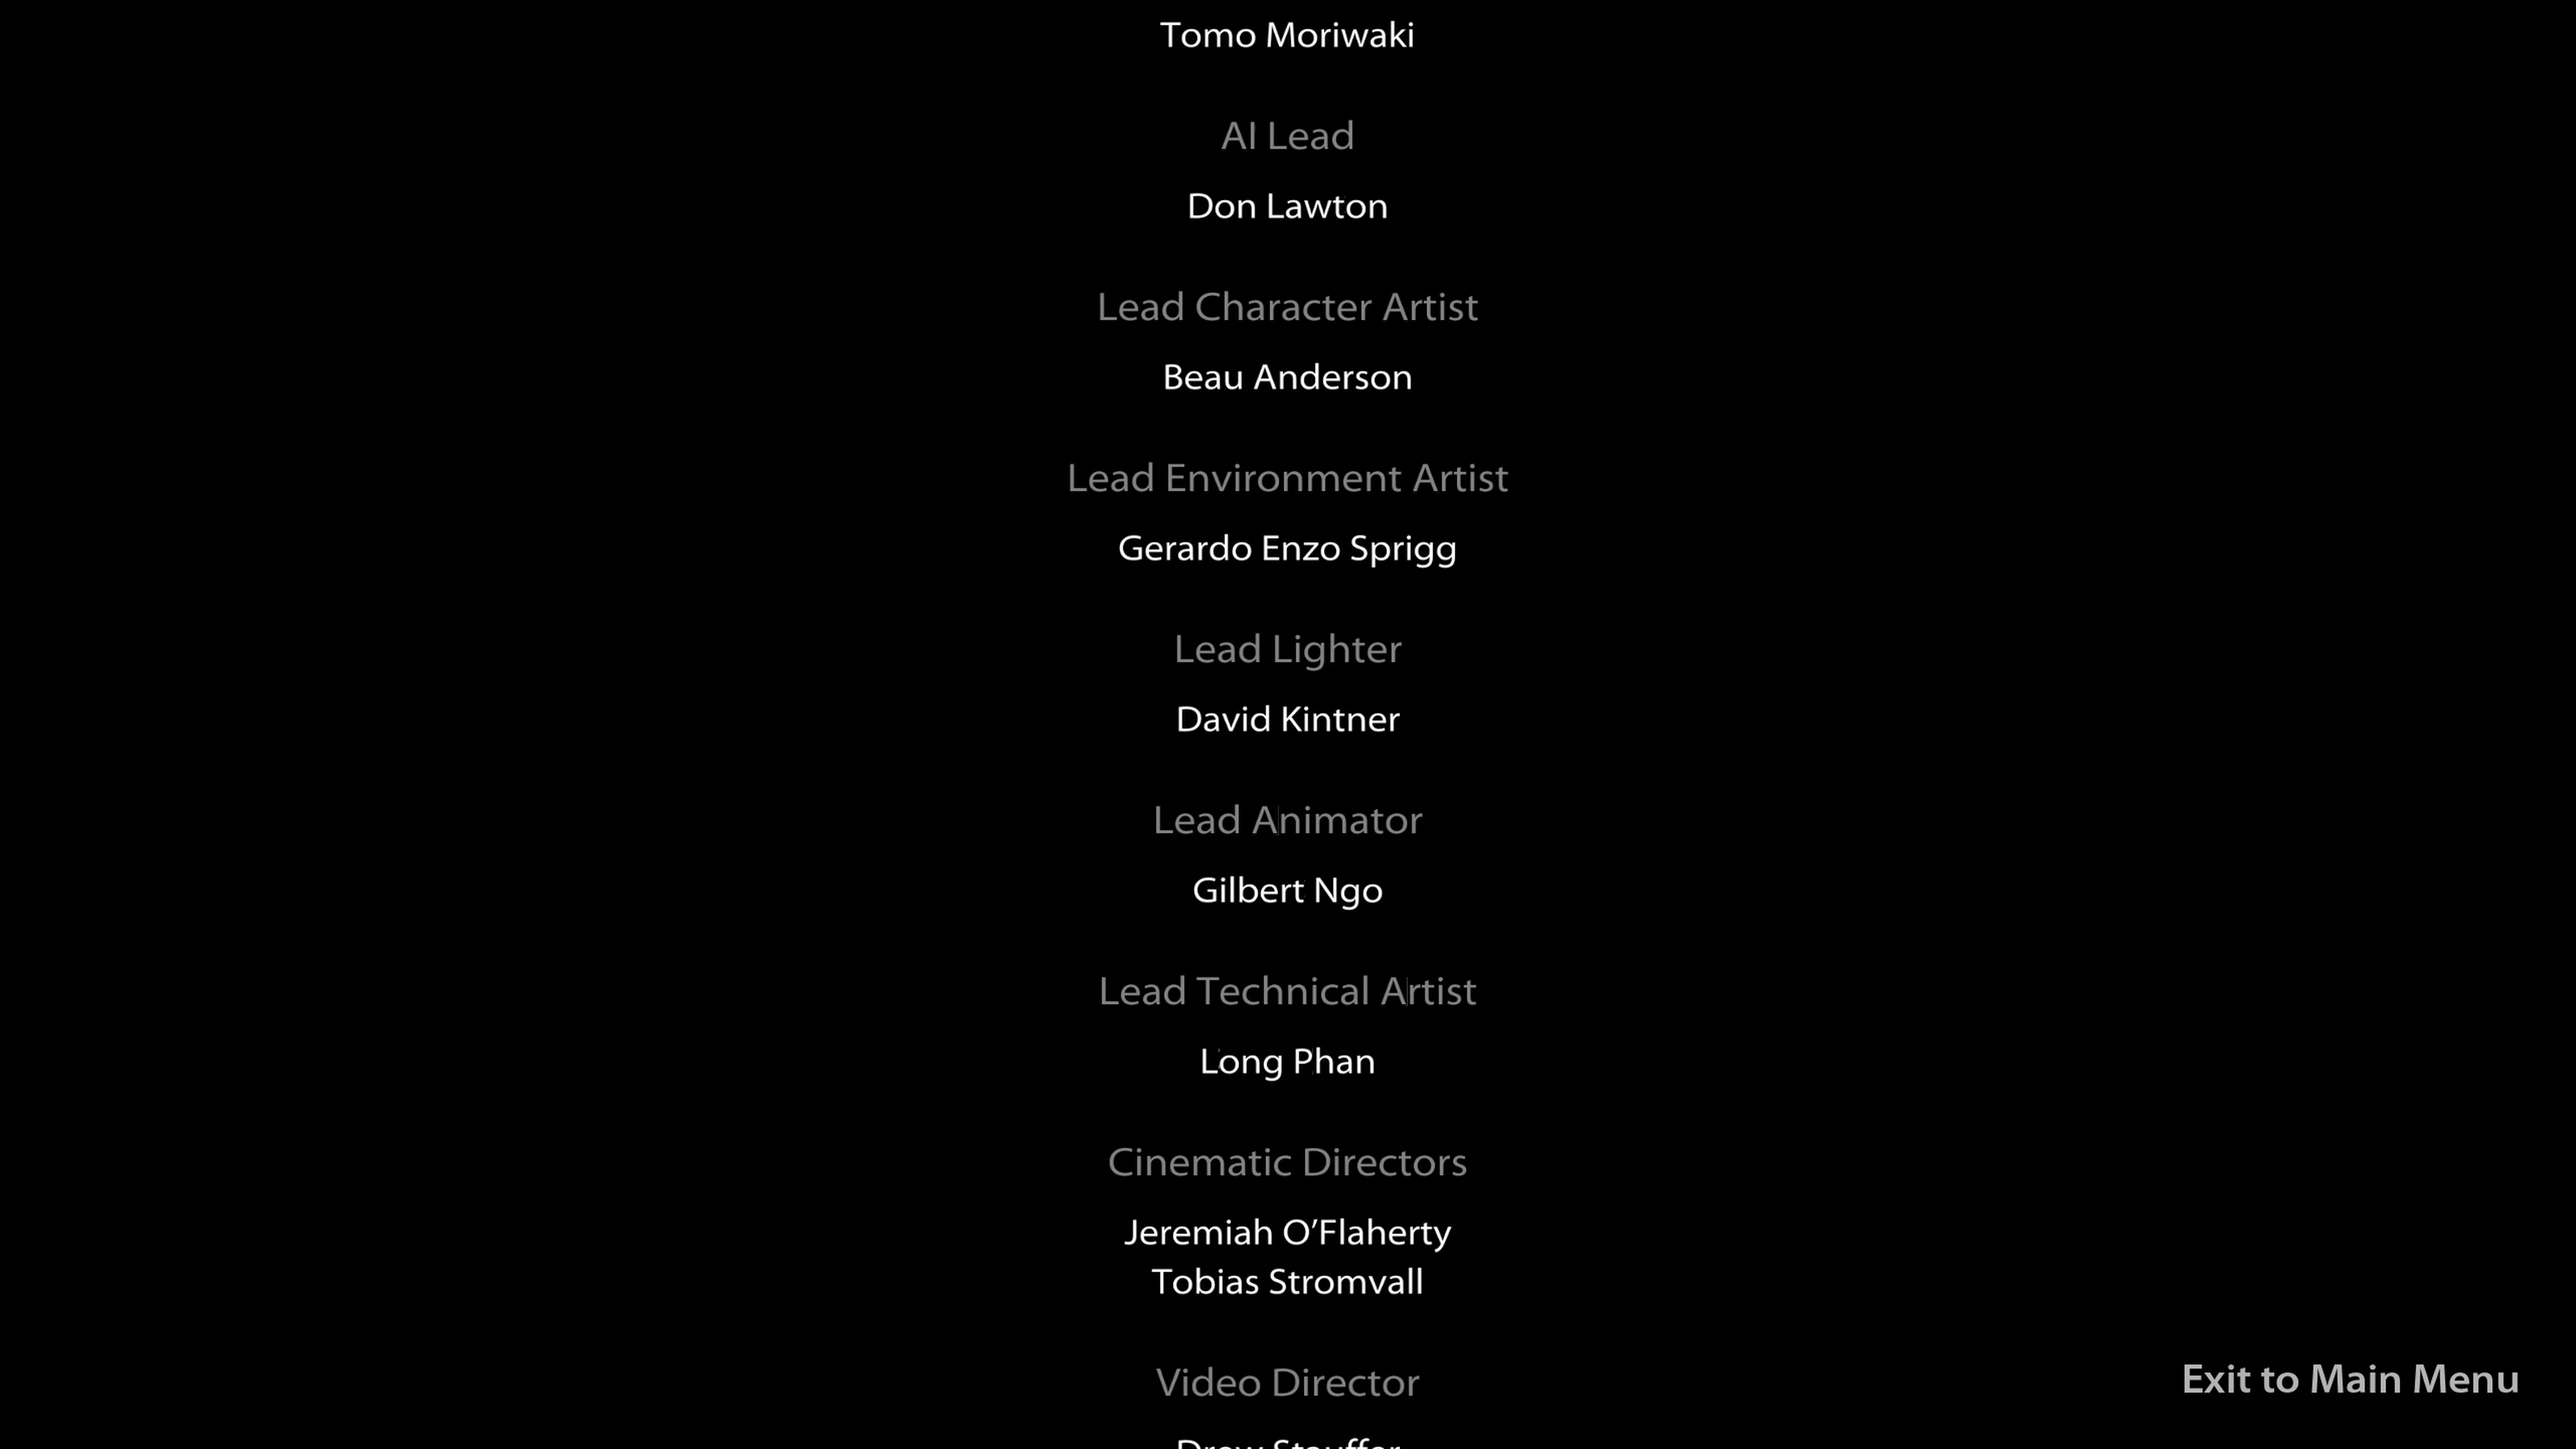 Tomo Moriwaki
AI Lead
Don Lawton
Lead Character Artist
Beau Anderson
Lead Environment Artist
Gerardo Enzo Sprigg
Lead Lighter
David Kintner
Lead Animator
Gilbert Ngo
Lead Technical Artist
Long Phan
Cinematic Directors
Jeremiah O’Flaherty
Tobias Stromvall
Video Director
Exit to Main Menu